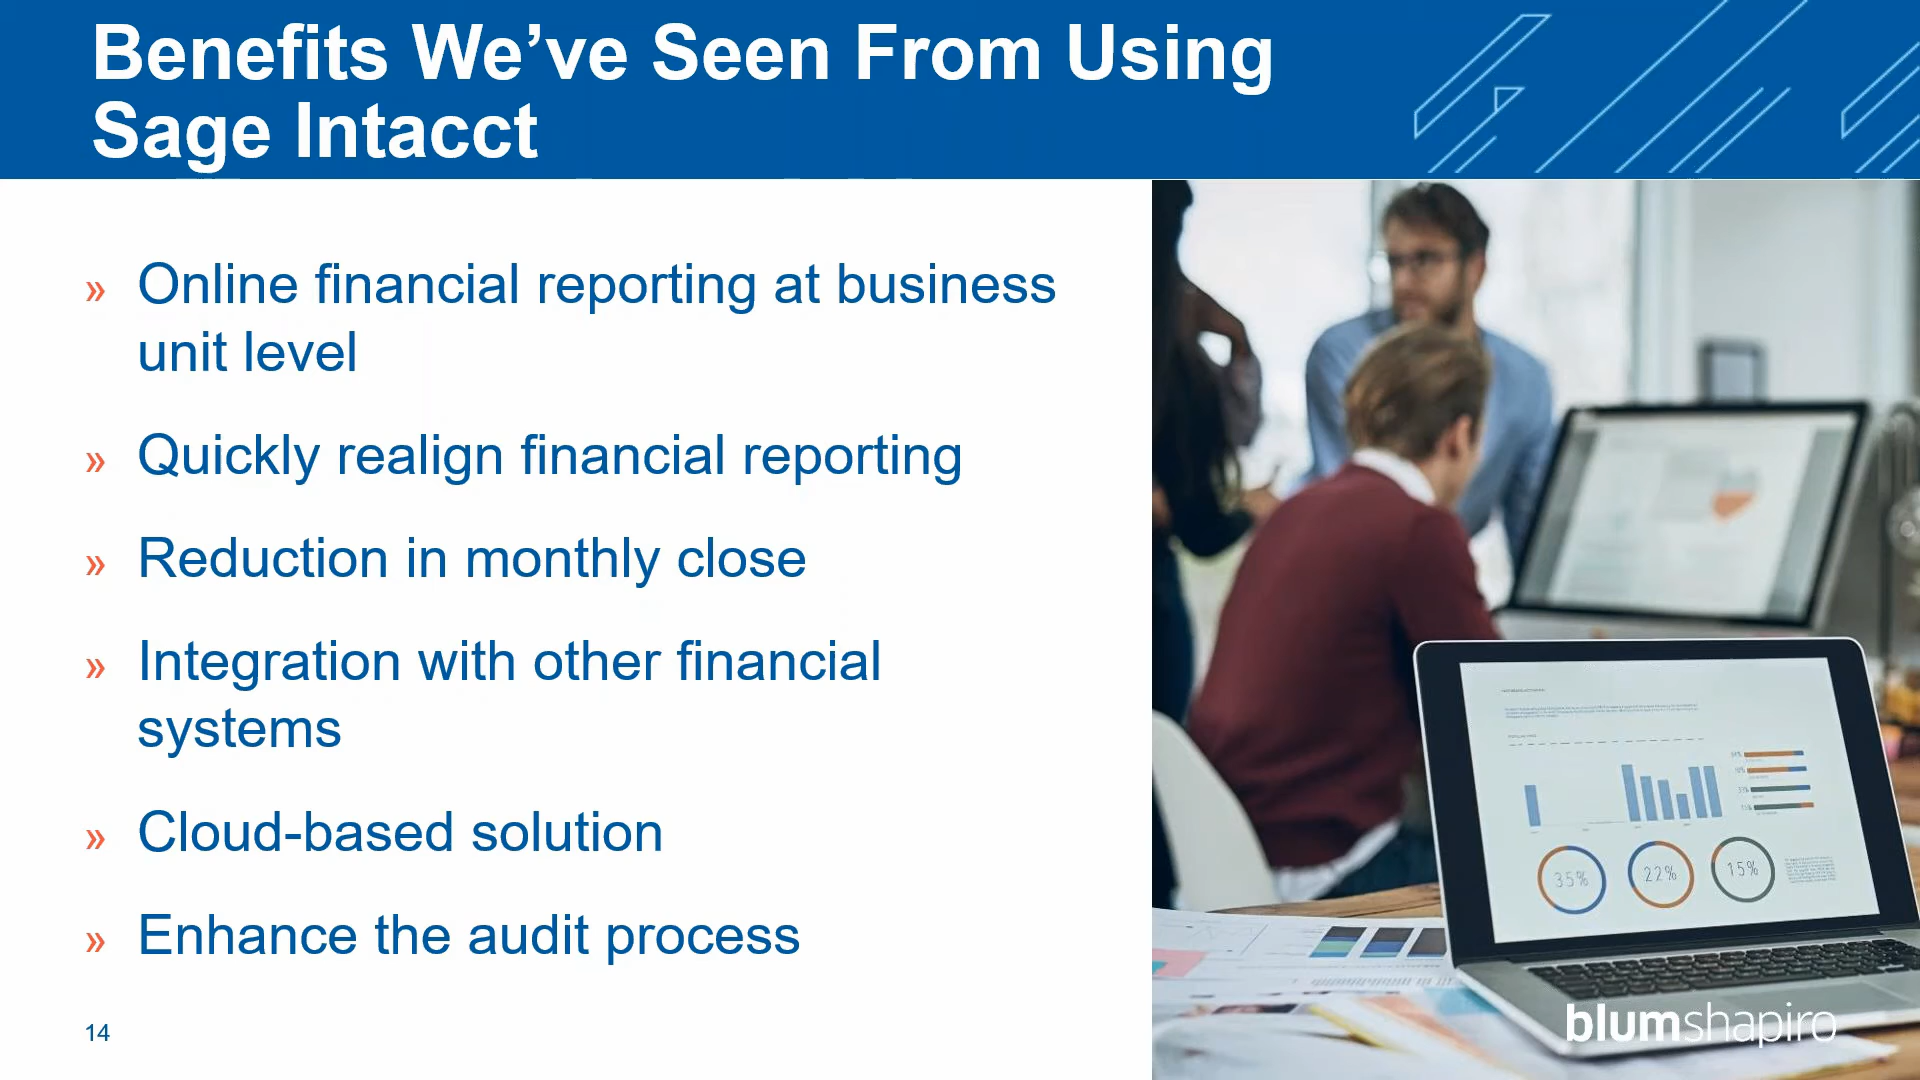 Benefits We’ve Seen From Using
Sage Intacct
» Online financial reporting at business
unit level
» Quickly realign financial reporting
» Reduction in monthly close
» Integration with other financial
systems
» Cloud-based solution
» Enhance the audit process
35%
22%
15%
14
blumshapiro